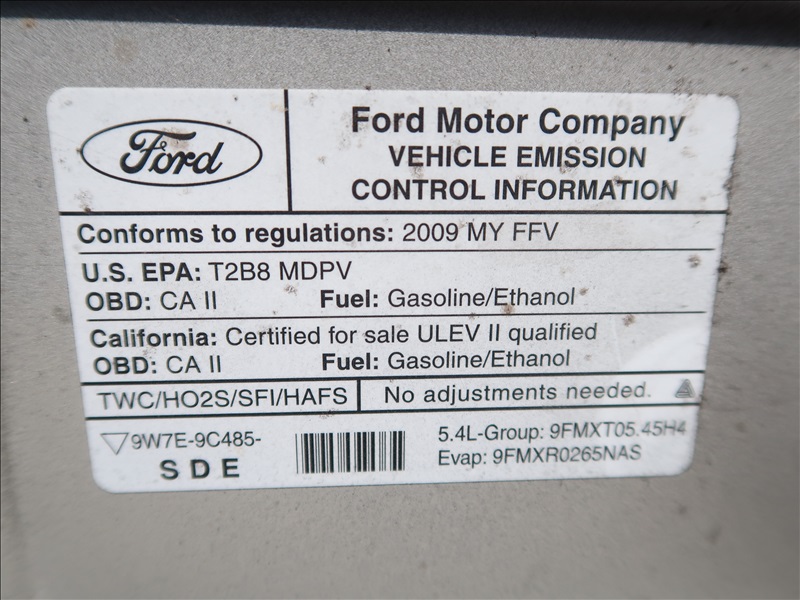 Ford
Ford Motor Company
VEHICLE EMISSION
CONTROL INFORMATION
Conforms to regulations: 2009 MY FFV
U.S. EPA: T2B8 MDPV
OBD: CA II Fuel: Gasoline/Ethanol
California: Certified for sale ULEV II qualified
OBD: CA II Fuel: Gasoline/Ethanol
TWC/HO2S/SFI/HAFS No adjustments needed.
9W7E-9C485-
SDE
5.4L-Group: 9FMXT05.45H4
Evap: 9FMXR0265NAS